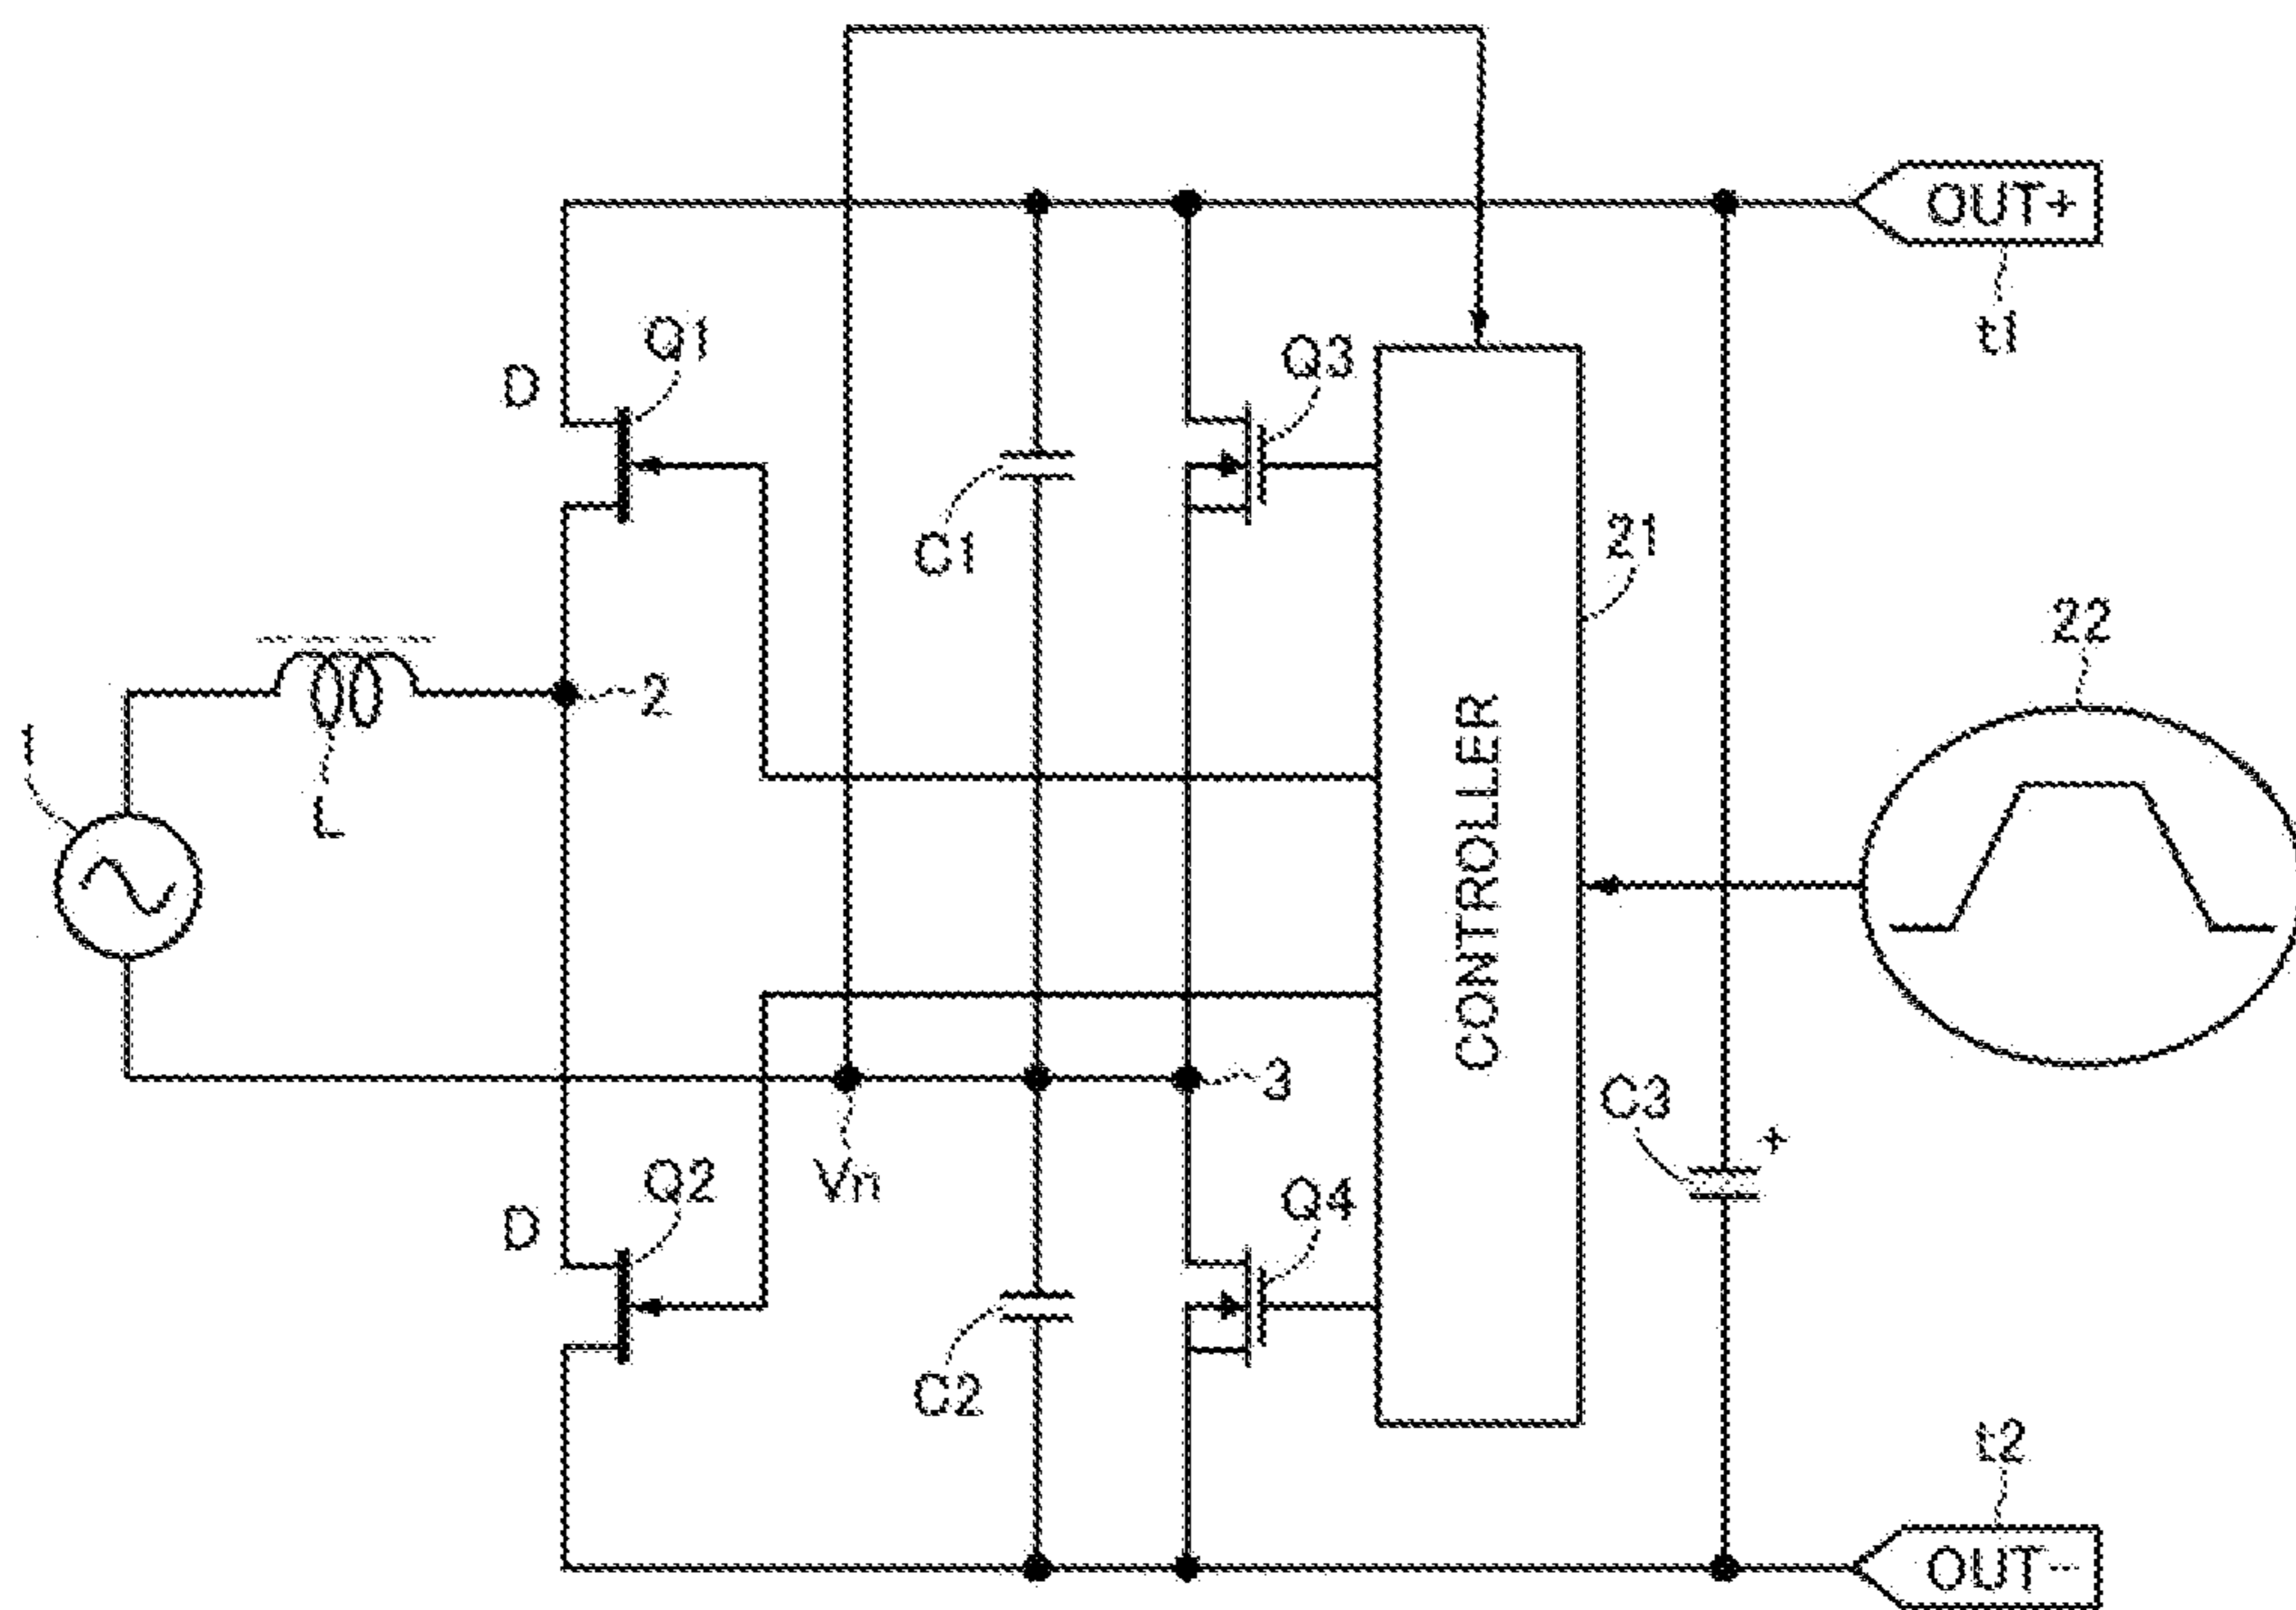 OUT+
t1
Q1
D
Q3
C1
21
22
2
1
L
CONTROLLER
3
C3
+
Vn
Q2
D
Q4
C2
t2
OUT-